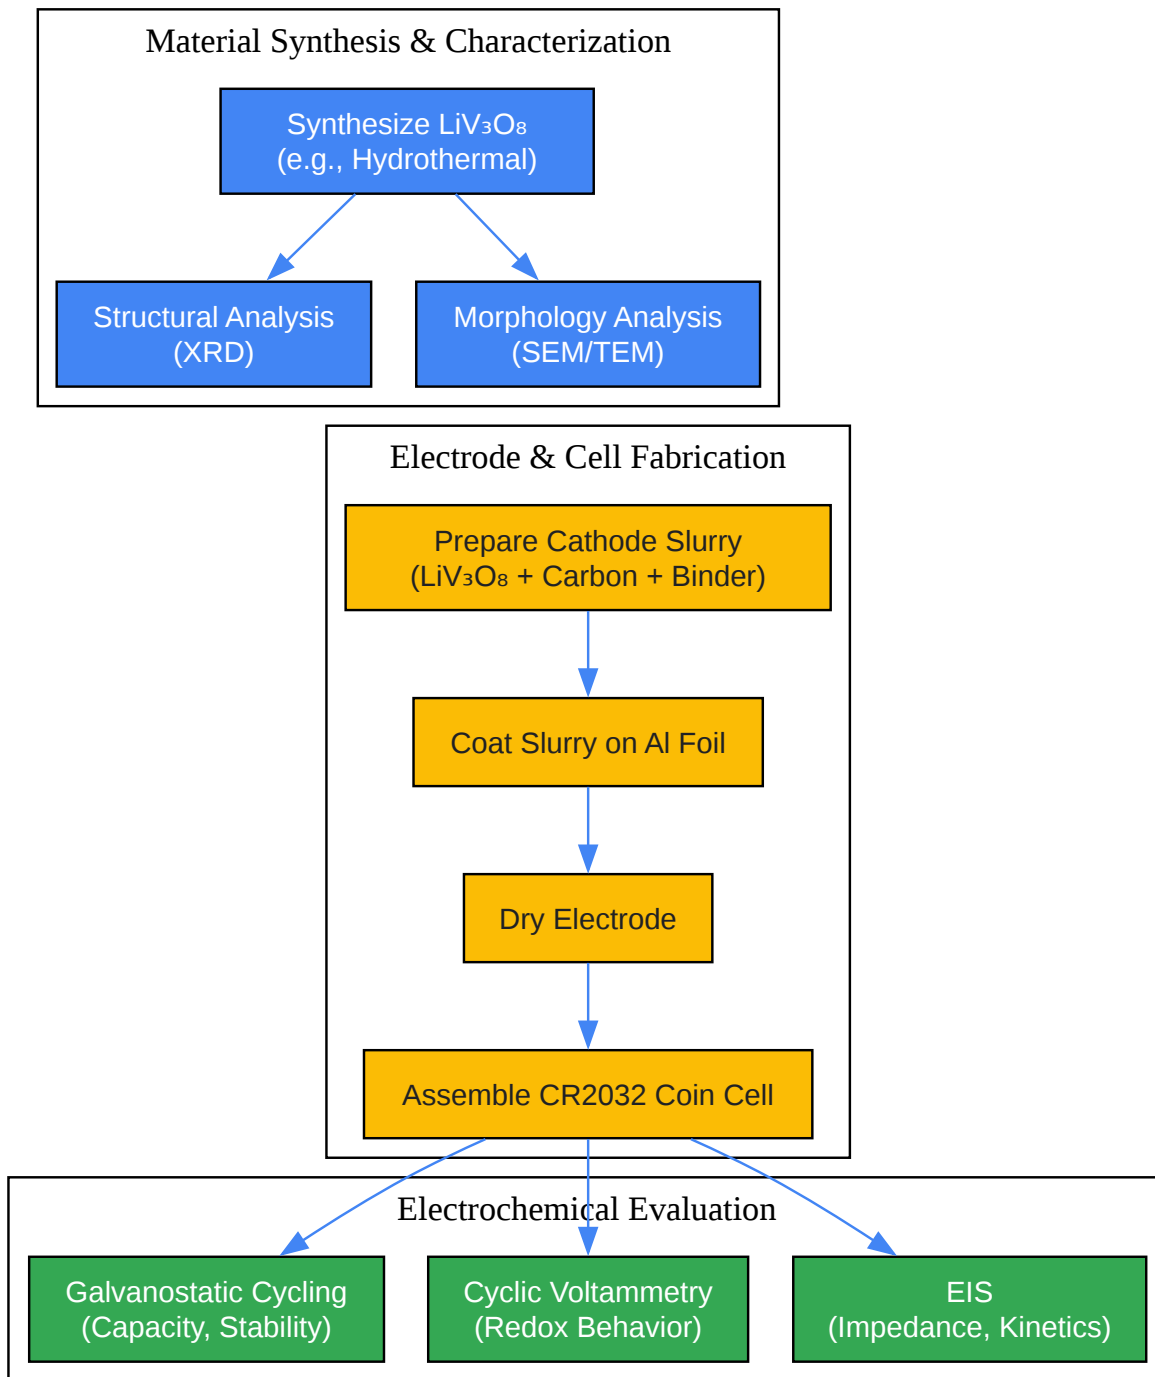 Material Synthesis & Characterization
Synthesize LiV₃O₈
(e.g., Hydrothermal)
Structural Analysis
(XRD)
Morphology Analysis
(SEM/TEM)
Electrode & Cell Fabrication
Prepare Cathode Slurry
(LiV₃O₈ + Carbon + Binder)
Coat Slurry on Al Foil
Dry Electrode
Assemble CR2032 Coin Cell
Electrochemical Evaluation
Galvanostatic Cycling
(Capacity, Stability)
Cyclic Voltammetry
(Redox Behavior)
EIS
(Impedance, Kinetics)